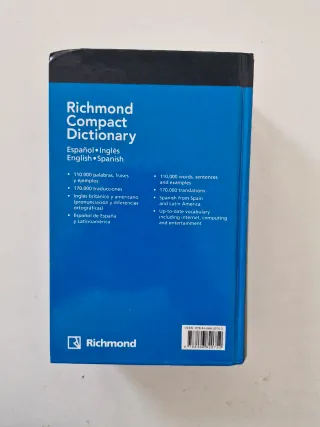 Richmond
Compact
Dictionary
Español•Inglés
English•Spanish
• 110.000 palabras, frases
y ejemplos
• 170.000 traducciones
• Inglés británico y americano
(pronunciación y diferencias
ortográficas)
• Español de España
y Latinoamérica
• 110,000 words, sentences
and examples
• 170,000 translations
• Spanish from Spain
and Latin America
• Up-to-date vocabulary
including internet, computing
and entertainment
Richmond